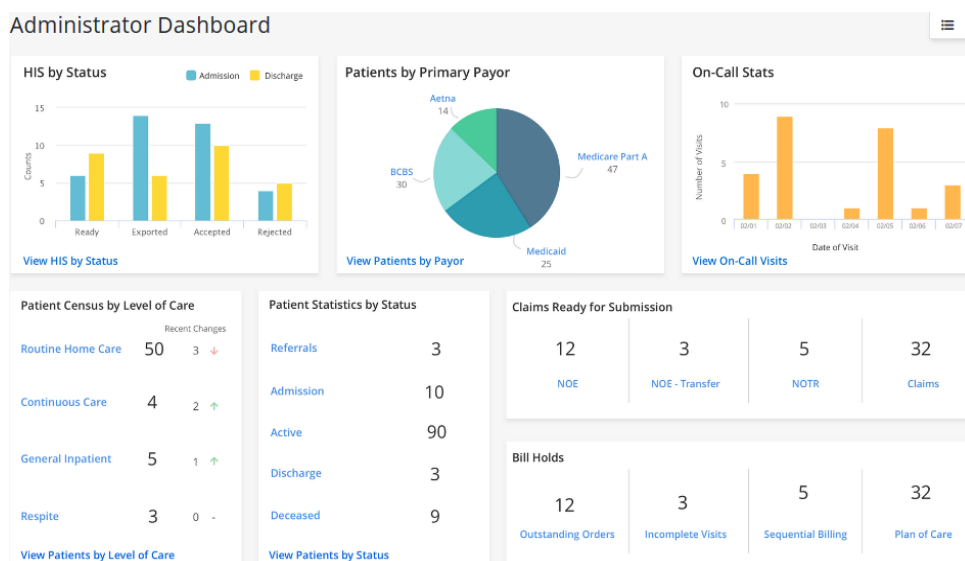 Administrator Dashboard
HIS by Status
Admission
Discharge
15
10
5
0
Counts
Ready
Exported
Accepted
Rejected
View HIS by Status
Patients by Primary Payor
Aetna
14
BCBS
30
Medicare Part A
47
Medicaid
25
View Patients by Payor
On-Call Stats
10
5
0
Number of Visits
02/01
02/02
02/03
02/04
02/05
02/06
02/07
Date of Visit
View On-Call Visits
Patient Census by Level of Care
Recent Changes
Routine Home Care 50 3
Continuous Care 4 2
General Inpatient 5 1
Respite 3 0 -
View Patients by Level of Care
Patient Statistics by Status
Referrals 3
Admission 10
Active 90
Discharge 3
Deceased 9
View Patients by Status
Claims Ready for Submission
12 3 5 32
NOE NOE - Transfer NOTR Claims
Bill Holds
12 3 5 32
Outstanding Orders Incomplete Visits Sequential Billing Plan of Care